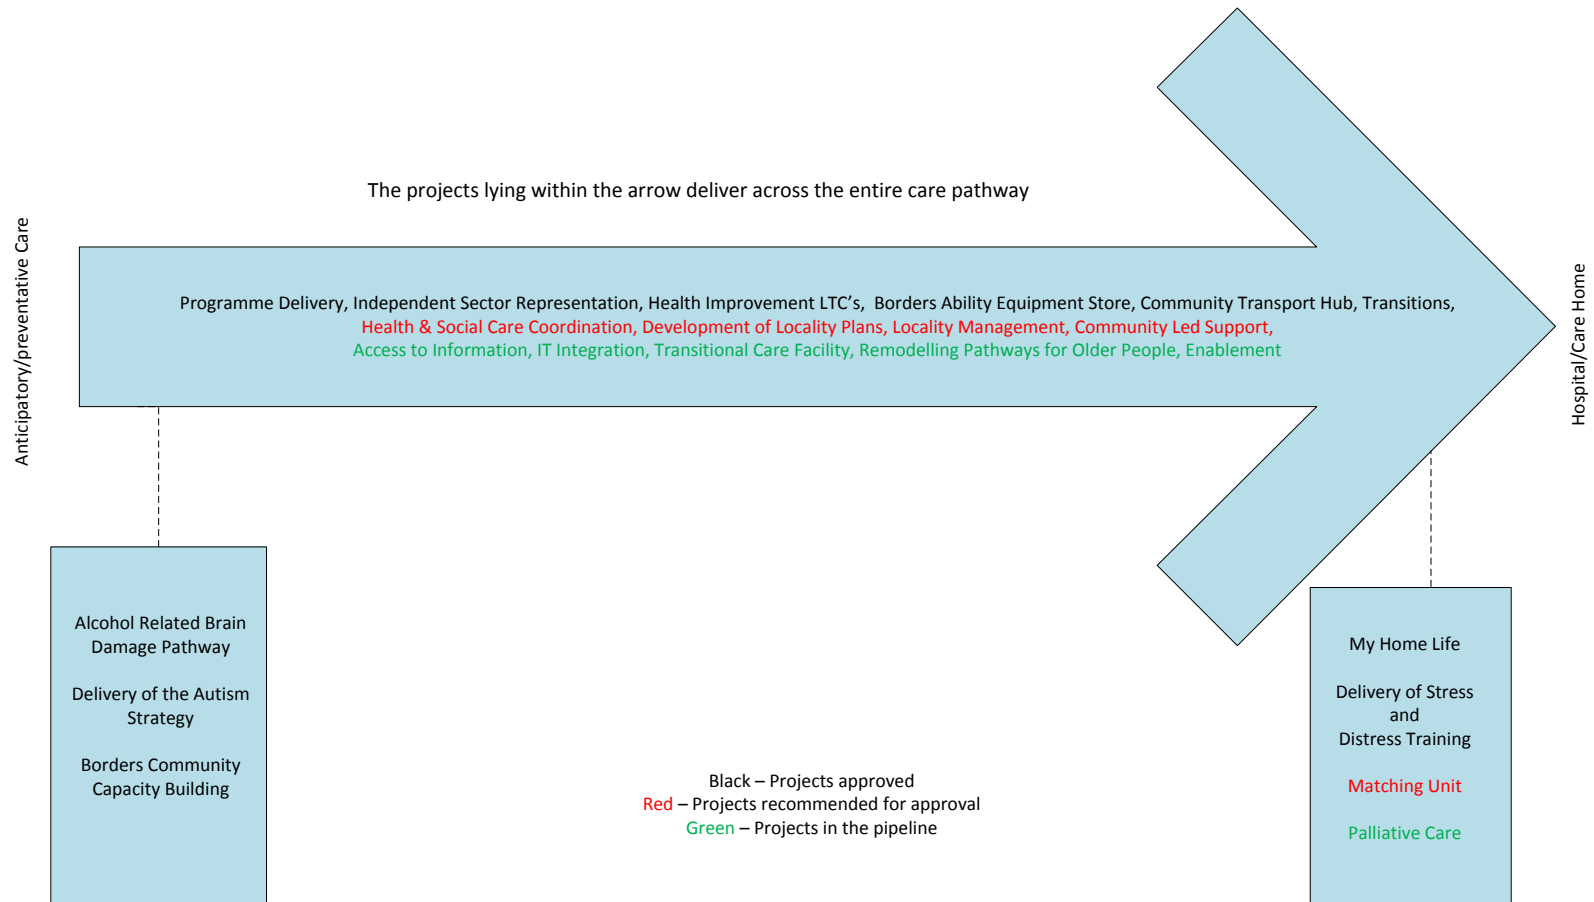 The projects lying within the arrow deliver across the entire care pathway
Anticipatory/preventative Care
Programme Delivery, Independent Sector Representation, Health Improvement LTC’s,  Borders Ability Equipment Store, Community Transport Hub, Transitions,
Health & Social Care Coordination, Development of Locality Plans, Locality Management, Community Led Support,
Access to Information, IT Integration, Transitional Care Facility, Remodelling Pathways for Older People, Enablement
Hospital/Care Home
Alcohol Related Brain
Damage Pathway
Delivery of the Autism
Strategy
Borders Community
Capacity Building
Black – Projects approved
Red – Projects recommended for approval
Green – Projects in the pipeline
My Home Life
Delivery of Stress
and
Distress Training
Matching Unit
Palliative Care